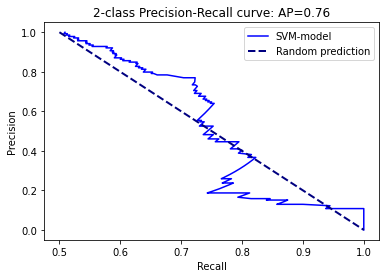 2-class Precision-Recall curve: AP=0.76
SVM-model
Random prediction
Precision
1.0
0.8
0.6
0.4
0.2
0.0
0.5
0.6
0.7
0.8
0.9
1.0
Recall